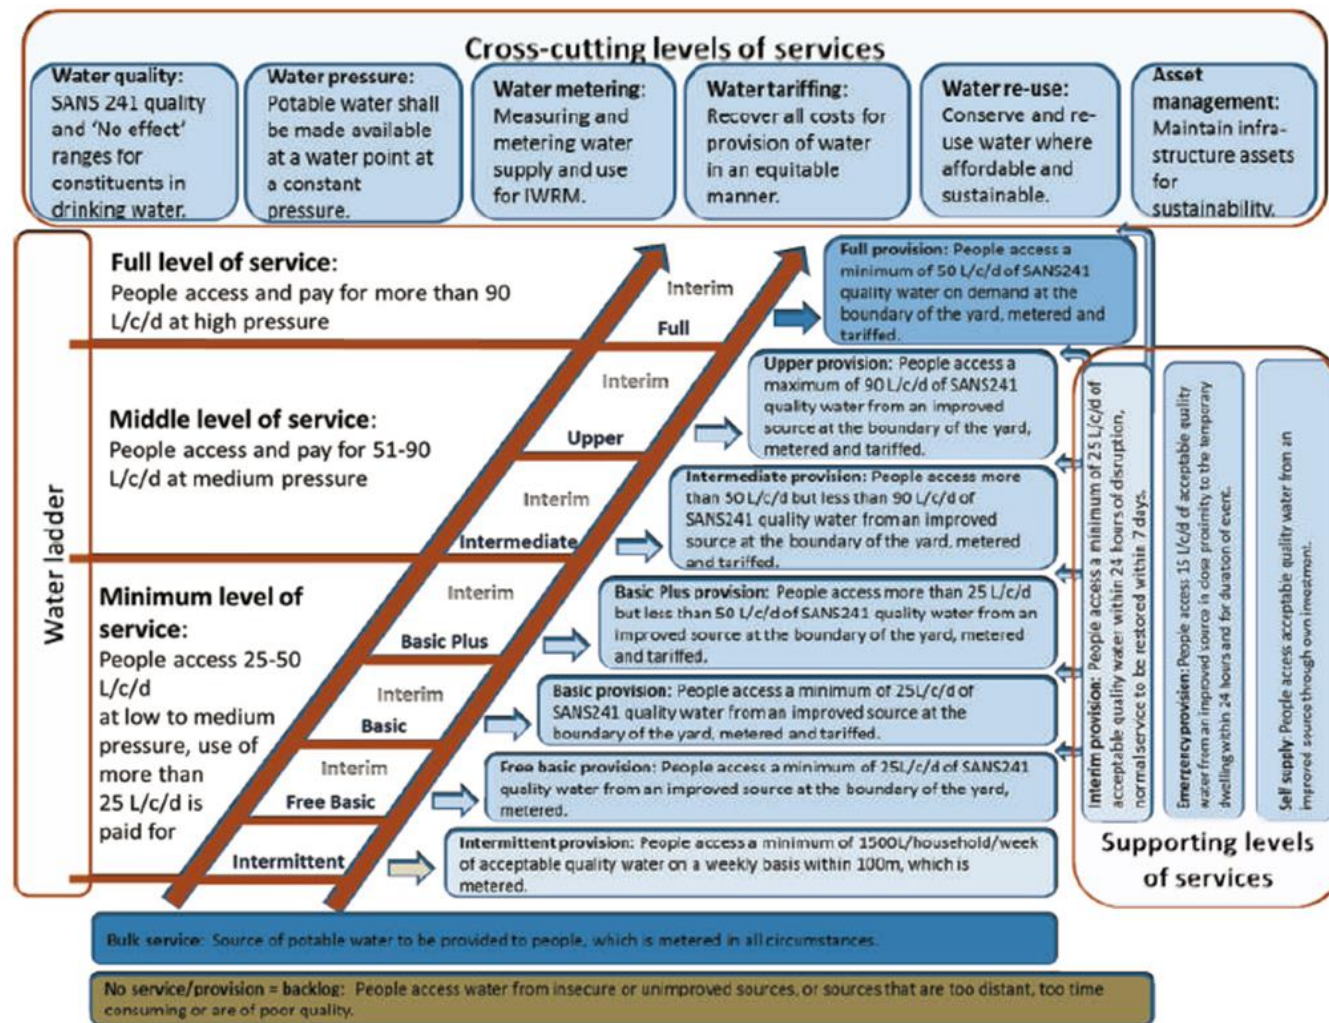 Cross-cutting levels of services
Water quality:
SANS 241 quality
and ‘No effect’
ranges for
constituents in
drinking water.
Water pressure:
Potable water shall
be made available
at a water point at
a constant
pressure.
Water metering:
Measuring and
metering water
supply and use
for IWRM.
Water tariffing:
Recover all costs for
provision of water
in an equitable
manner.
Water re-use:
Conserve and re-
use water where
affordable and
sustainable.
Asset
management:
Maintain infra-
structure assets
for
sustainability.
Water ladder
Full level of service:
People access and pay for more than 90
L/c/d at high pressure
Middle level of service:
People access and pay for 51-90
L/c/d at medium pressure
Minimum level of
service:
People access 25-50
L/c/d
at low to medium
pressure, use of
more than
25 L/c/d is
paid for
Interim
Full
Interim
Upper
Interim
Intermediate
Interim
Basic Plus
Interim
Basic
Interim
Free Basic
Intermittent
Full provision: People access a
minimum of 50 L/c/d of SANS241
quality water on demand at the
boundary of the yard, metered and
tariffed.
Upper provision: People access a
maximum of 90 L/c/d of SANS241
quality water from an improved
source at the boundary of the yard,
metered and tariffed.
Intermediate provision: People access more
than 50 L/c/d but less than 90 L/c/d of
SANS241 quality water from an improved
source at the boundary of the yard, metered
and tariffed.
Basic Plus provision: People access more than 25 L/c/d
but less than 50 L/c/d of SANS241 quality water from an
improved source at the boundary of the yard, metered
and tariffed.
Basic provision: People access a minimum of 25L/c/d of
SANS241 quality water from an improved source at the
boundary of the yard, metered and tariffed.
Free basic provision: People access a minimum of 25L/c/d of SANS241
quality water from an improved source at the boundary of the yard,
metered.
Intermittent provision: People access a minimum of 1500L/household/week
of acceptable quality water on a weekly basis within 100m, which is
metered.
Interim provision: People access a minimum of 25 L/c/d of
acceptable quality water within 24 hours of disruption,
normal service to be restored within 7 days.
Emergency provision: People access 15 L/c/d of acceptable quality
water from an improved source in close proximity to the temporary
dwelling within 24 hours and for duration of event.
Self supply: People access acceptable quality water from an
improved source through own investment.
Supporting levels
of services
Bulk service: Source of potable water to be provided to people, which is metered in all circumstances.
No service/provision = backlog: People access water from insecure or unimproved sources, or sources that are too distant, too time
consuming or are of poor quality.